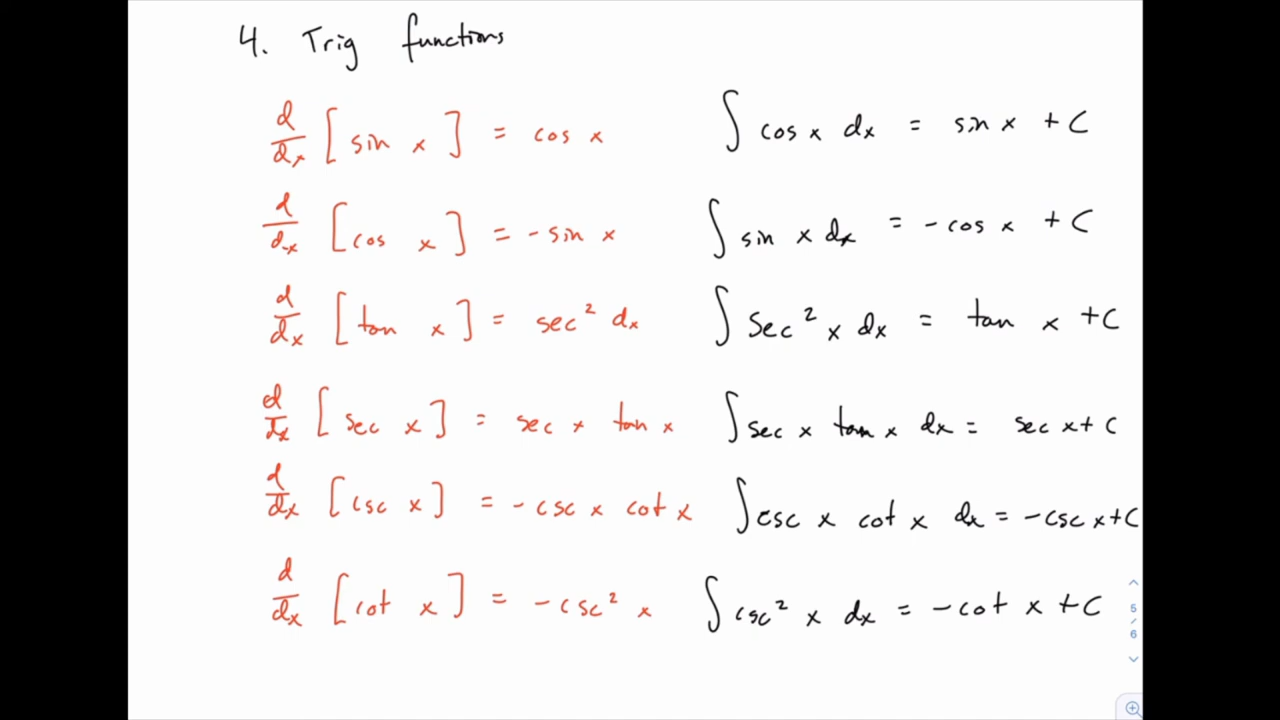 4. Trig functions
d/dx [sin x] = cos x ∫ cos x dx = sin x + C
d/dx [cos x] = -sin x ∫ sin x dx = -cos x + C
d/dx [tan x] = sec² dx ∫ sec² x dx = tan x + C
d/dx [sec x] = sec x tan x ∫ sec x tan x dx = sec x + C
d/dx [csc x] = -csc x cot x ∫ csc x cot x dx = -csc x + C
d/dx [cot x] = -csc² x ∫ csc² x dx = -cot x + C
5
/
6